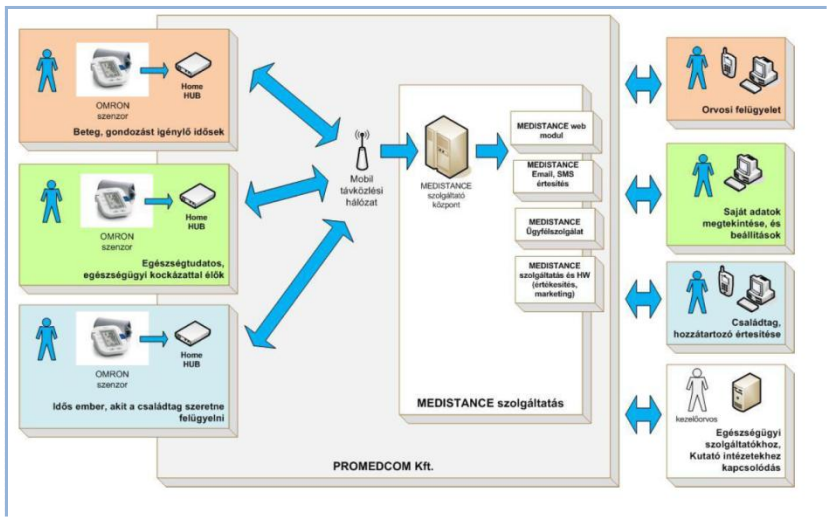 OMRON
szenzor
Home
HUB
Beteg, gondozást igénylő idősek
OMRON
szenzor
Home
HUB
Egészségtudatos,
egészségügyi kockázattal élők
OMRON
szenzor
Home
HUB
Idős ember, akit a családtag szeretne
felügyelni
Mobil
távközlési
hálózat
MEDISTANCE
szolgáltató
központ
MEDISTANCE web
modul
MEDISTANCE
Email, SMS
értesítés
MEDISTANCE
Ügyfélszolgálat
MEDISTANCE
szolgáltatás és HW
(értékesítés,
marketing)
MEDISTANCE szolgáltatás
PROMEDCOM Kft.
Orvosi felügyelet
Saját adatok
megtekintése, és
beállítások
Családtag,
hozzátartozó értesítése
kezelőorvos
Egészségügyi
szolgáltatókhoz,
Kutató intézetekhez
kapcsolódás